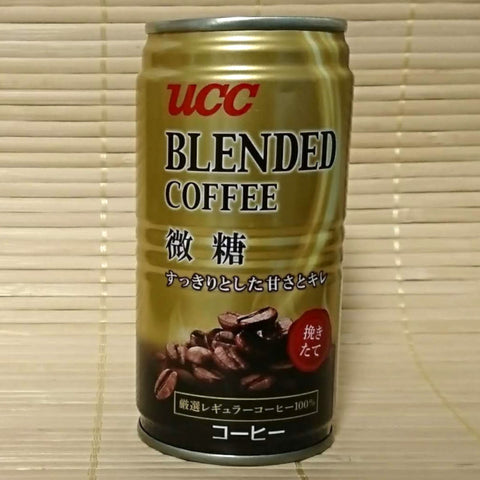 UCC
BLENDED
COFFEE
微糖
すっきりとした甘さとキレ
挽き
たて
厳選レギュラーコーヒー100%
コーヒー